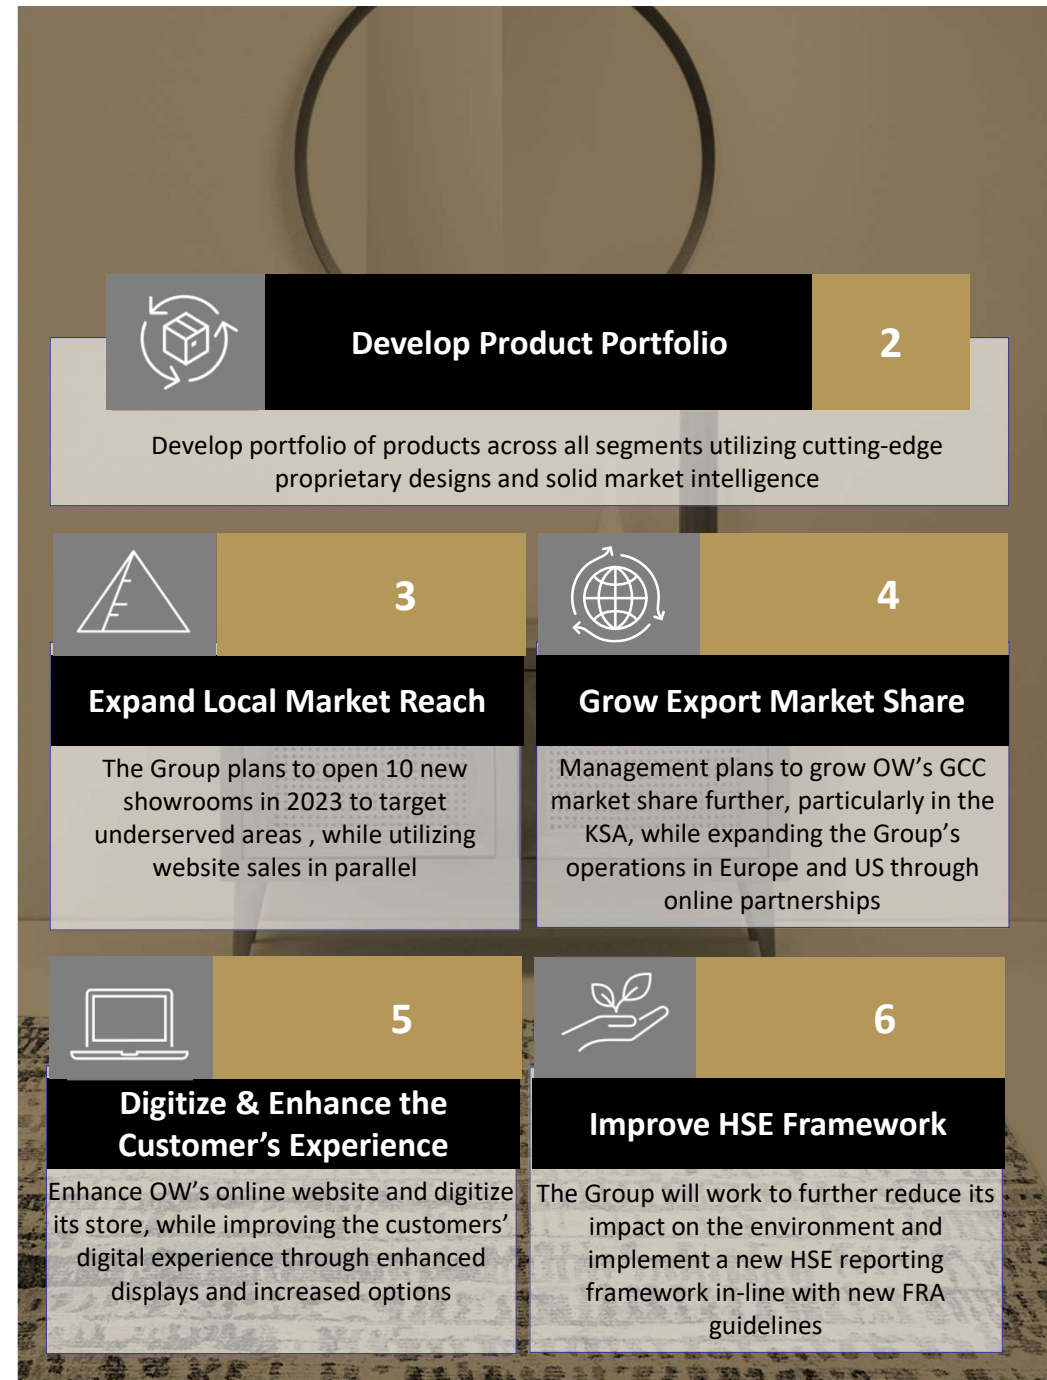 Develop Product Portfolio
2
Develop portfolio of products across all segments utilizing cutting-edge
proprietary designs and solid market intelligence
3
Expand Local Market Reach
The Group plans to open 10 new
showrooms in 2023 to target
underserved areas , while utilizing
website sales in parallel
4
Grow Export Market Share
Management plans to grow OW’s GCC
market share further, particularly in the
KSA, while expanding the Group’s
operations in Europe and US through
online partnerships
5
Digitize & Enhance the
Customer’s Experience
Enhance OW’s online website and digitize
its store, while improving the customers’
digital experience through enhanced
displays and increased options
6
Improve HSE Framework
The Group will work to further reduce its
impact on the environment and
implement a new HSE reporting
framework in-line with new FRA
guidelines